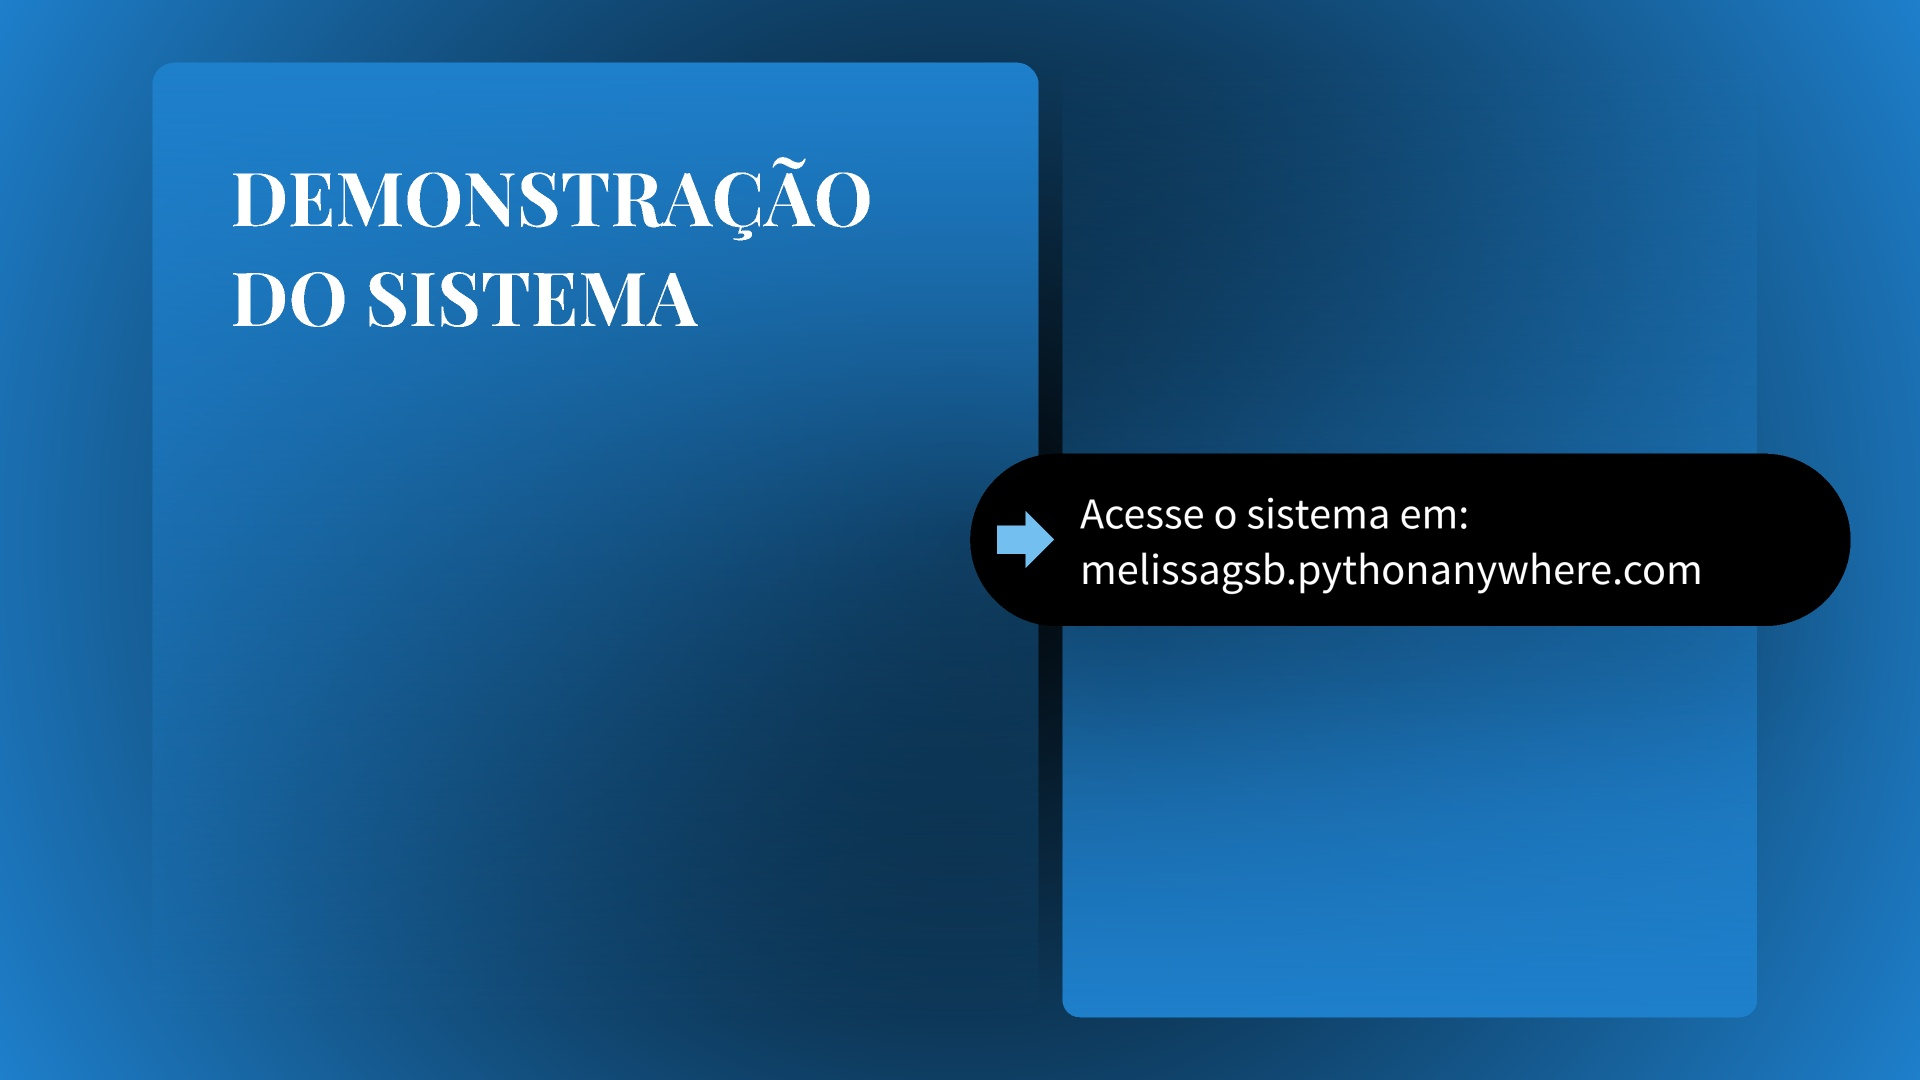 DEMONSTRAÇÃO
DO SISTEMA
Acesse o sistema em:
melissagsb.pythonanywhere.com